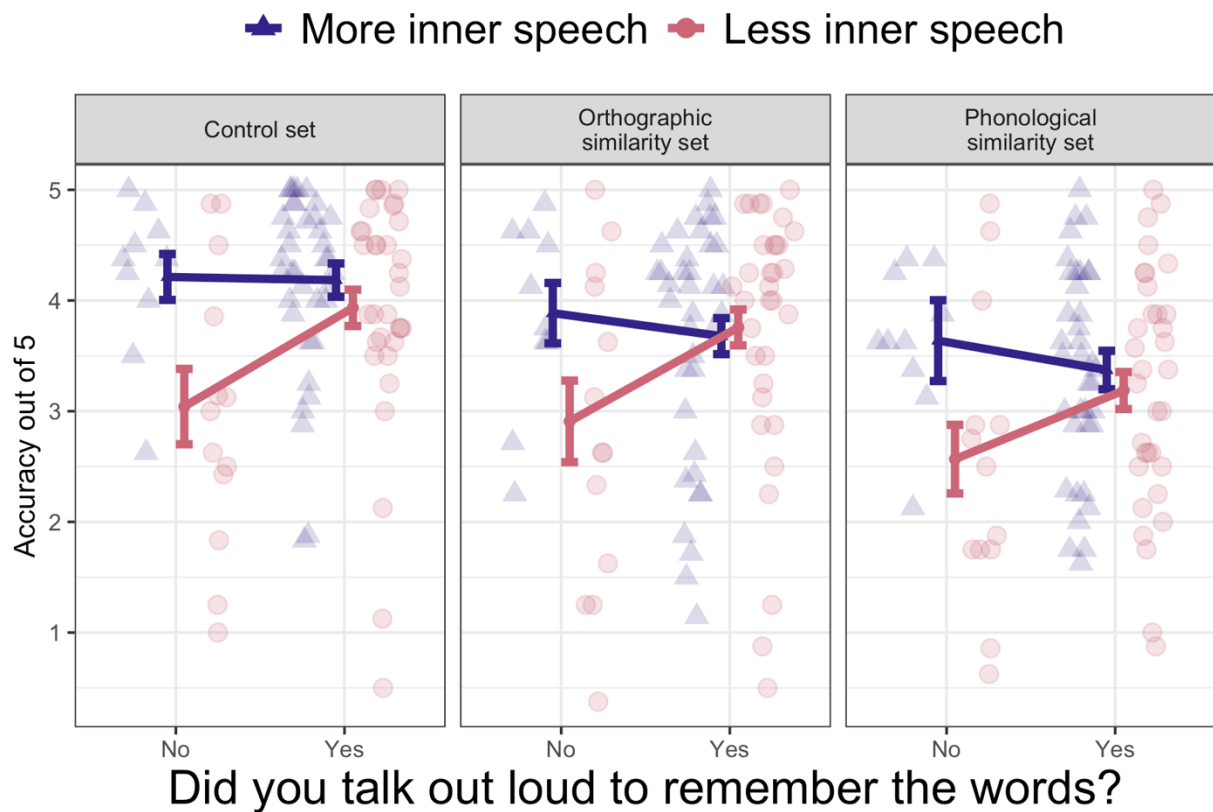 More inner speech Less inner speech
Control set
Orthographic
similarity set
Phonological
similarity set
5
4
3
2
1
Accuracy out of 5
No Yes No Yes No Yes
Did you talk out loud to remember the words?